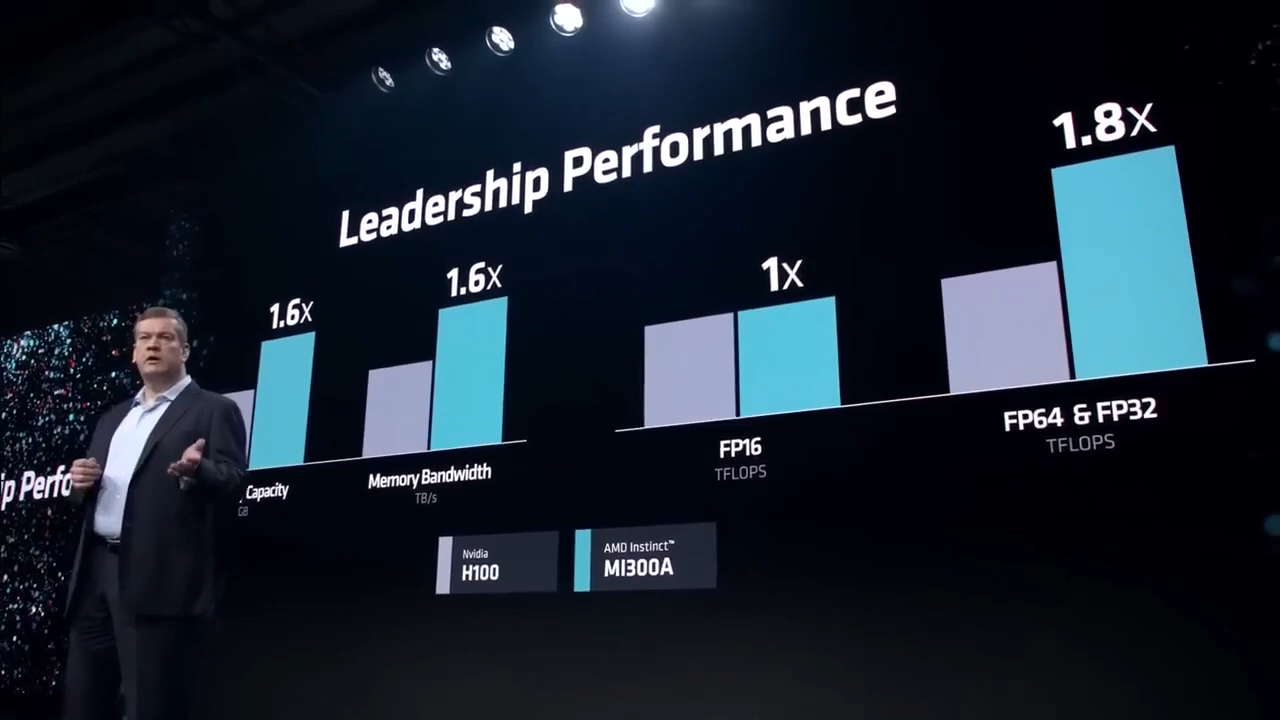 Leadership Performance
1.6x
1.6x
1x
1.8x
Capacity
GB
Memory Bandwidth
TB/s
FP16
TFLOPS
FP64 & FP32
TFLOPS
Nvidia
H100
AMD Instinct™
MI300A
ip Perfo